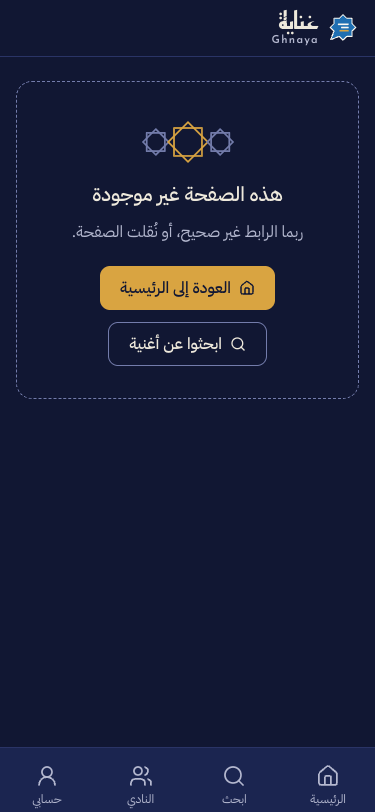 غناية
Ghnaya
هذه الصفحة غير موجودة
ربما الرابط غير صحيح، أو نُقلت الصفحة.
العودة إلى الرئيسية
ابحثوا عن أغنية
الرئيسية
ابحث
النادي
حسابي